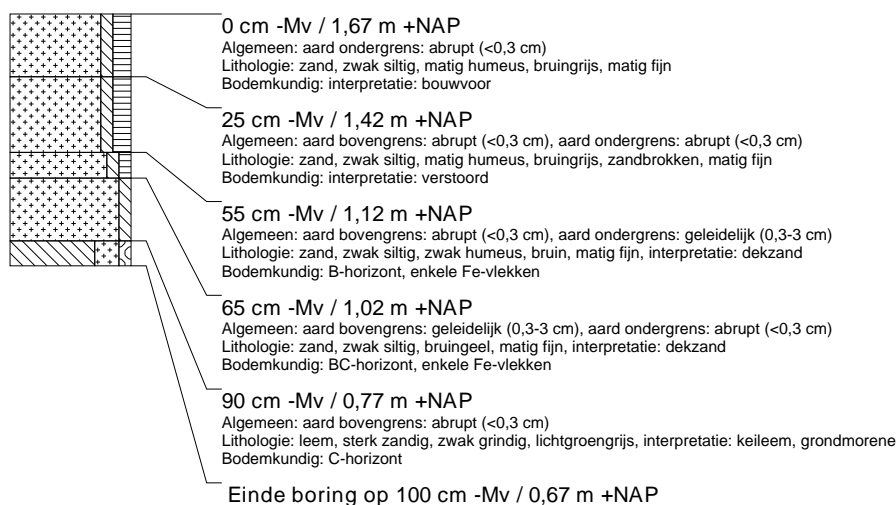 0 cm -Mv / 1,67 m +NAP
Algemeen: aard ondergrens: abrupt (<0,3 cm)
Lithologie: zand, zwak siltig, matig humeus, bruingrijs, matig fijn
Bodemkundig: interpretatie: bouwvoor
25 cm -Mv / 1,42 m +NAP
Algemeen: aard bovengrens: abrupt (<0,3 cm), aard ondergrens: abrupt (<0,3 cm)
Lithologie: zand, zwak siltig, matig humeus, bruingrijs, zandbrokken, matig fijn
Bodemkundig: interpretatie: verstoord
55 cm -Mv / 1,12 m +NAP
Algemeen: aard bovengrens: abrupt (<0,3 cm), aard ondergrens: geleidelijk (0,3-3 cm)
Lithologie: zand, zwak siltig, zwak humeus, bruin, matig fijn, interpretatie: dekzand
Bodemkundig: B-horizont, enkele Fe-vlekken
65 cm -Mv / 1,02 m +NAP
Algemeen: aard bovengrens: geleidelijk (0,3-3 cm), aard ondergrens: abrupt (<0,3 cm)
Lithologie: zand, zwak siltig, bruingeel, matig fijn, interpretatie: dekzand
Bodemkundig: BC-horizont, enkele Fe-vlekken
90 cm -Mv / 0,77 m +NAP
Algemeen: aard bovengrens: abrupt (<0,3 cm)
Lithologie: leem, sterk zandig, zwak grindig, lichtgroengrijs, interpretatie: keileem, grondmorene
Bodemkundig: C-horizont
Einde boring op 100 cm -Mv / 0,67 m +NAP